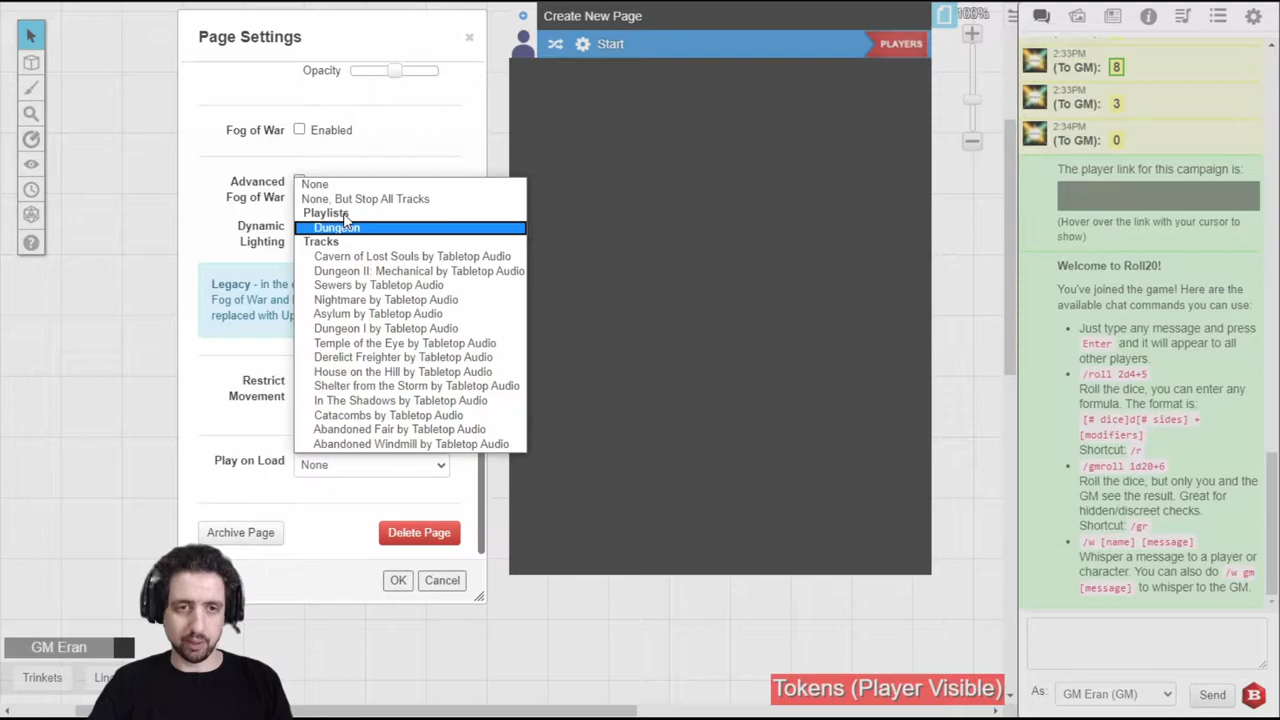 Page Settings
×
Opacity
Fog of War
Enabled
Advanced
Fog of War
Dynamic
Lighting
None
None, But Stop All Tracks
Playlists
Dungeon
Tracks
Cavern of Lost Souls by Tabletop Audio
Dungeon II: Mechanical by Tabletop Audio
Sewers by Tabletop Audio
Nightmare by Tabletop Audio
Asylum by Tabletop Audio
Dungeon I by Tabletop Audio
Temple of the Eye by Tabletop Audio
Derelict Freighter by Tabletop Audio
House on the Hill by Tabletop Audio
Shelter from the Storm by Tabletop Audio
In The Shadows by Tabletop Audio
Catacombs by Tabletop Audio
Abandoned Fair by Tabletop Audio
Abandoned Windmill by Tabletop Audio
Legacy - in the
Fog of War and
replaced with Up
Restrict
Movement
Play on Load
None
Archive Page
Delete Page
OK
Cancel
GM Eran
Trinkets
Create New Page
Start
PLAYERS
100%
Tokens (Player Visible)
2:33PM
(To GM): 8
2:33PM
(To GM): 3
2:34PM
(To GM): 0
The player link for this campaign is:
(Hover over the link with your cursor to
show)
Welcome to Roll20!
You've joined the game! Here are the
available chat commands you can use:
Just type any message and press
Enter and it will appear to all
other players.
/roll 2d4+5
Roll the dice, you can enter any
formula. The format is:
[# dice]d[# sides] +
[modifiers]
Shortcut: /r
/gmroll 1d20+6
Roll the dice, but only you and the
GM see the result. Great for
hidden/discreet checks.
Shortcut: /gr
/w [name] [message]
Whisper a message to a player or
character. You can also do /w gm
[message] to whisper to the GM.
As:
GM Eran (GM)
Send